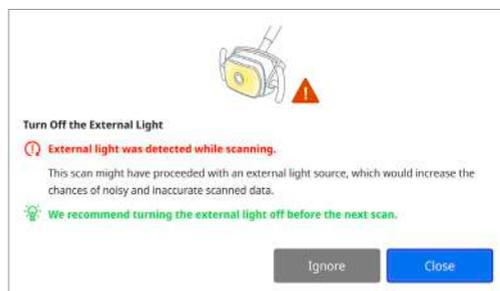 Turn Off the External Light
External light was detected while scanning.
This scan might have proceeded with an external light source, which would increase the
chances of noisy and inaccurate scanned data.
We recommend turning the external light off before the next scan.
Ignore
Close